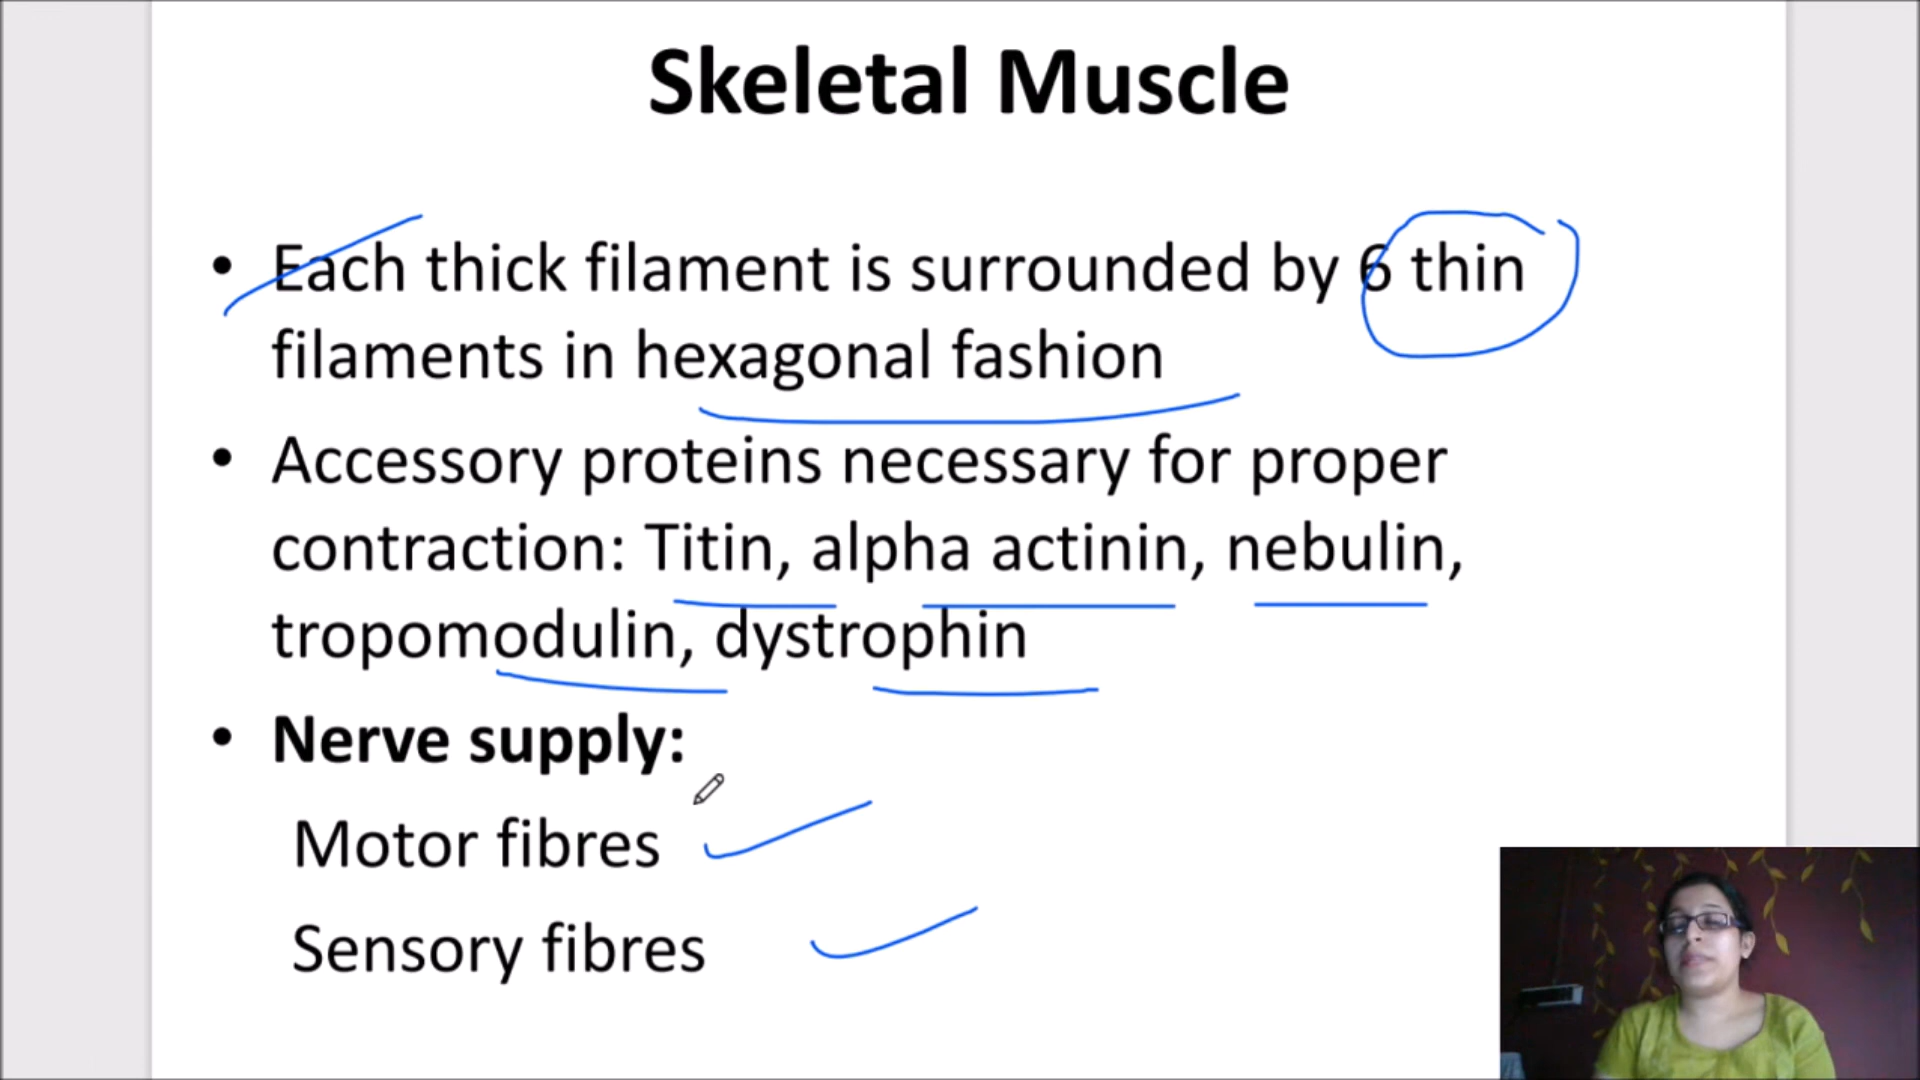 Skeletal Muscle
• Each thick filament is surrounded by 6 thin
filaments in hexagonal fashion
• Accessory proteins necessary for proper
contraction: Titin, alpha actinin, nebulin,
tropomodulin, dystrophin
• Nerve supply:
Motor fibres
Sensory fibres